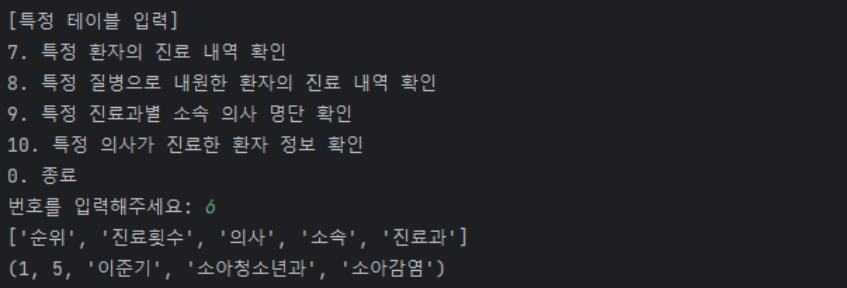 [특정 테이블 입력]
7. 특정 환자의 진료 내역 확인
8. 특정 질병으로 내원한 환자의 진료 내역 확인
9. 특정 진료과별 소속 의사 명단 확인
10. 특정 의사가 진료한 환자 정보 확인
0. 종료
번호를 입력해주세요: 6
['순위', '진료횟수', '의사', '소속', '진료과']
(1, 5, '이준기', '소아청소년과', '소아감염')